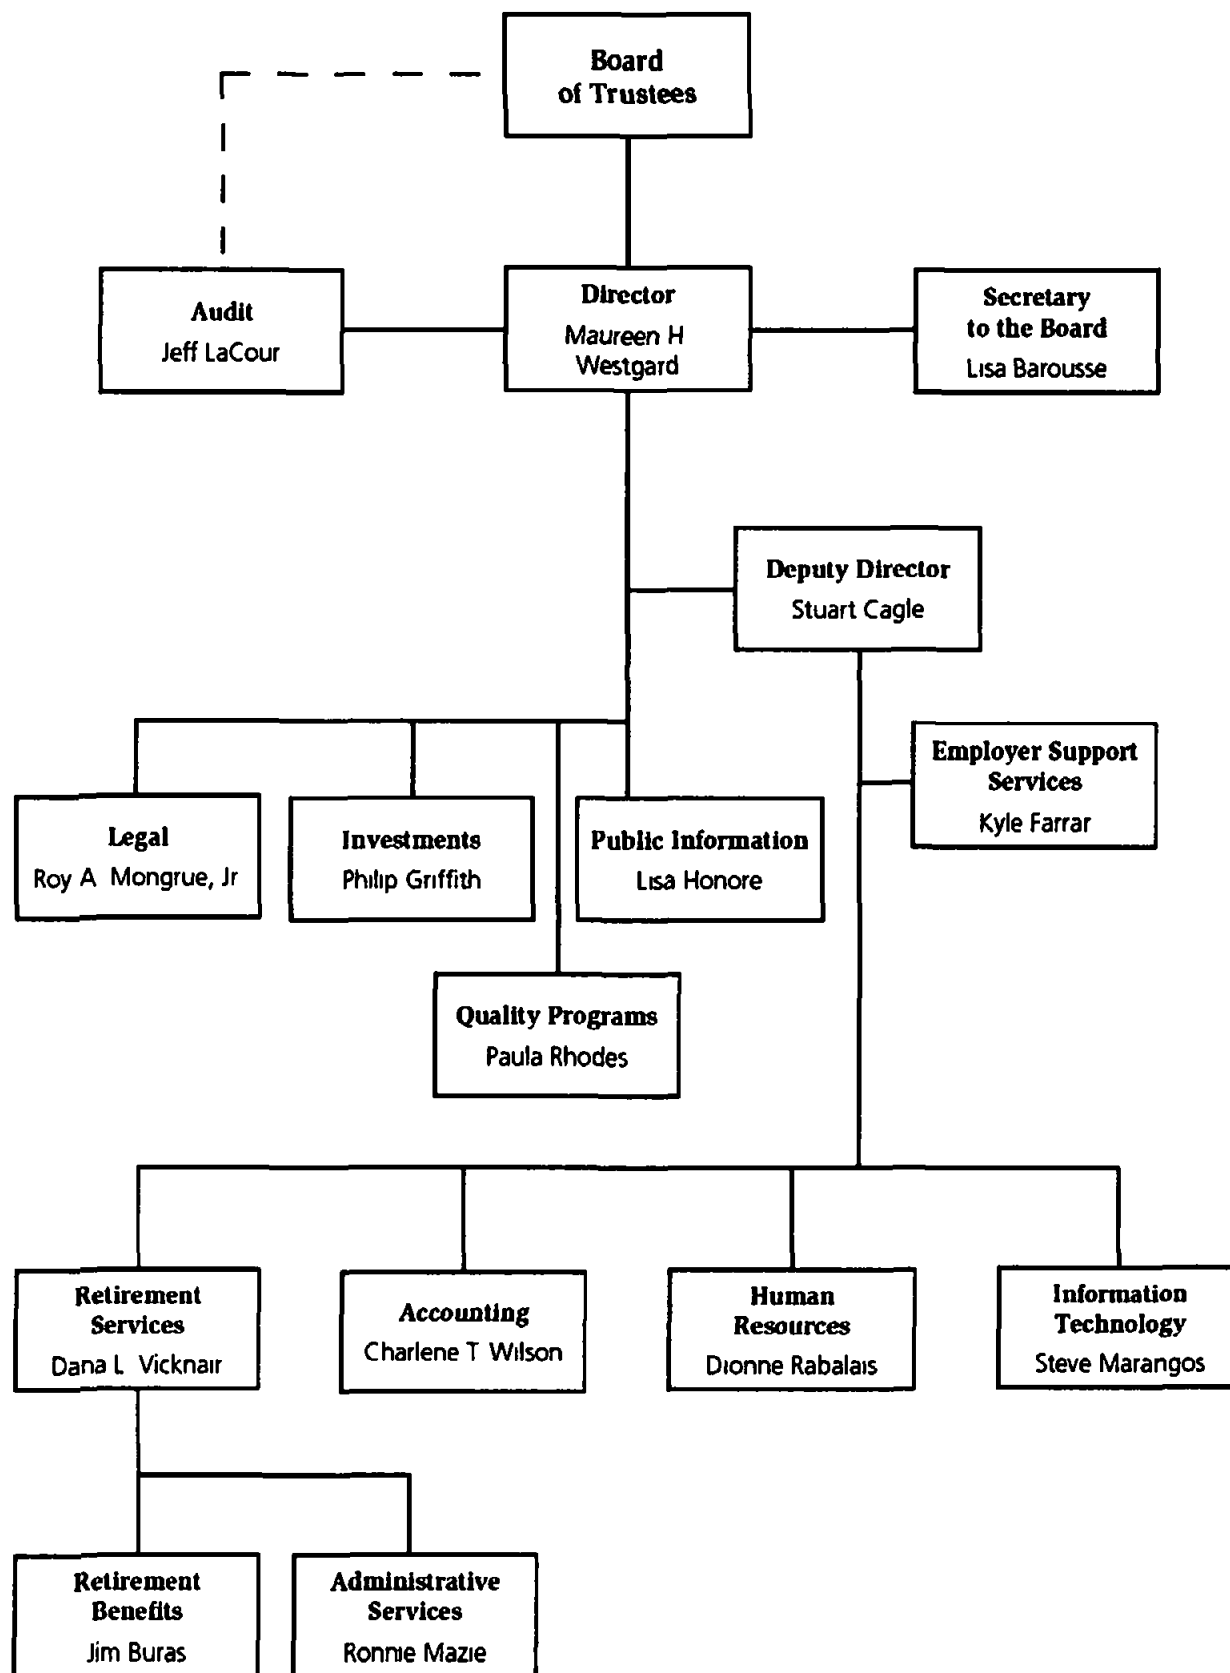 Board
of Trustees
Audit
Jeff LaCour
Director
Maureen H
Westgard
Secretary
to the Board
Lisa Barousse
Deputy Director
Stuart Cagle
Employer Support
Services
Kyle Farrar
Legal
Roy A Mongrue, Jr
Investments
Philip Griffith
Public Information
Lisa Honore
Quality Programs
Paula Rhodes
Retirement
Services
Dana L Vicknair
Accounting
Charlene T Wilson
Human
Resources
Dionne Rabalais
Information
Technology
Steve Marangos
Retirement
Benefits
Jim Buras
Administrative
Services
Ronnie Mazie